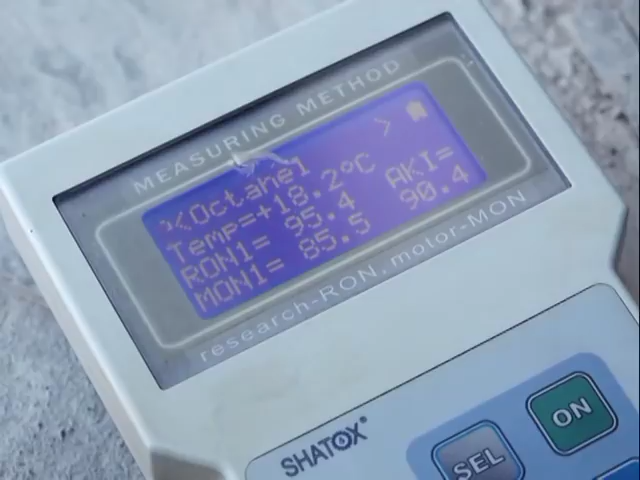 MEASURING METHOD
<Octane1 >
Temp=+18.2°C
RON1= 95.4 AKI=
MON1= 85.5 90.4
research-RON, motor-MON
SHATOX®
SEL
ON